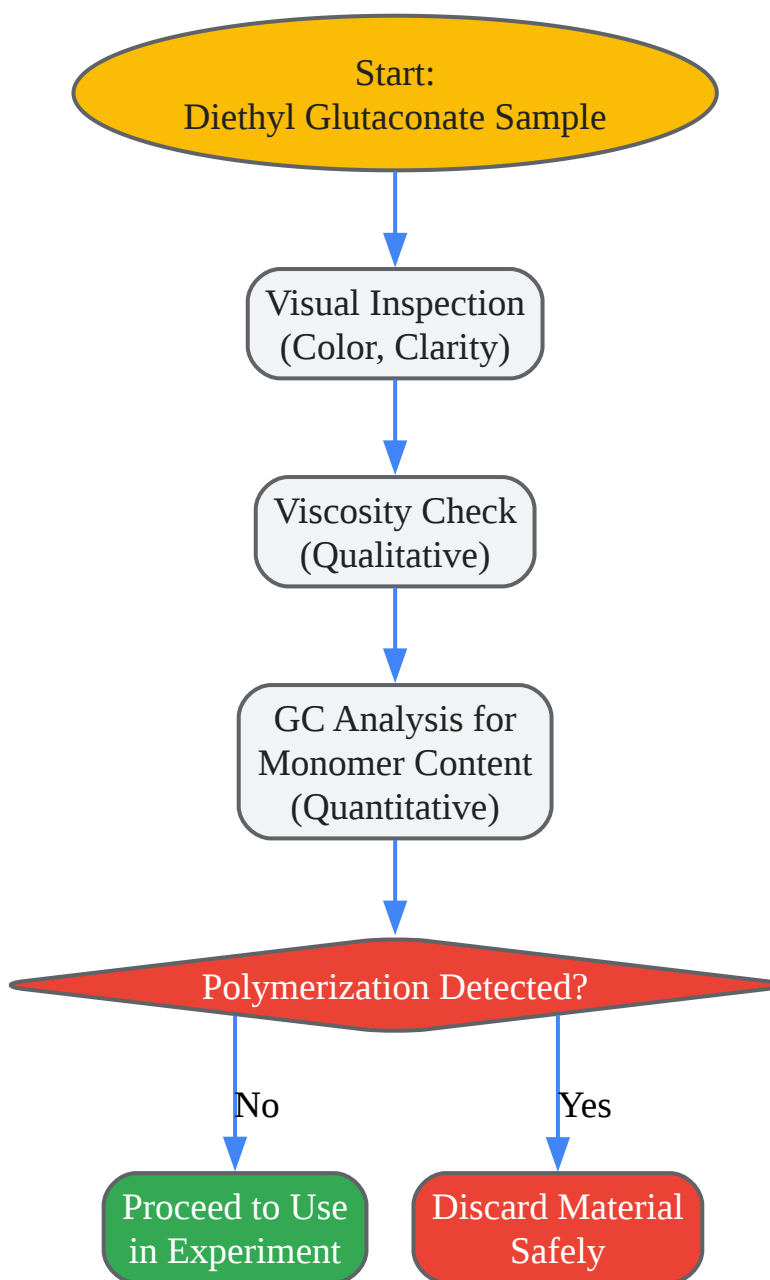 Start:
Diethyl Glutaconate Sample
Visual Inspection
(Color, Clarity)
Viscosity Check
(Qualitative)
GC Analysis for
Monomer Content
(Quantitative)
Polymerization Detected?
No
Yes
Proceed to Use
in Experiment
Discard Material
Safely